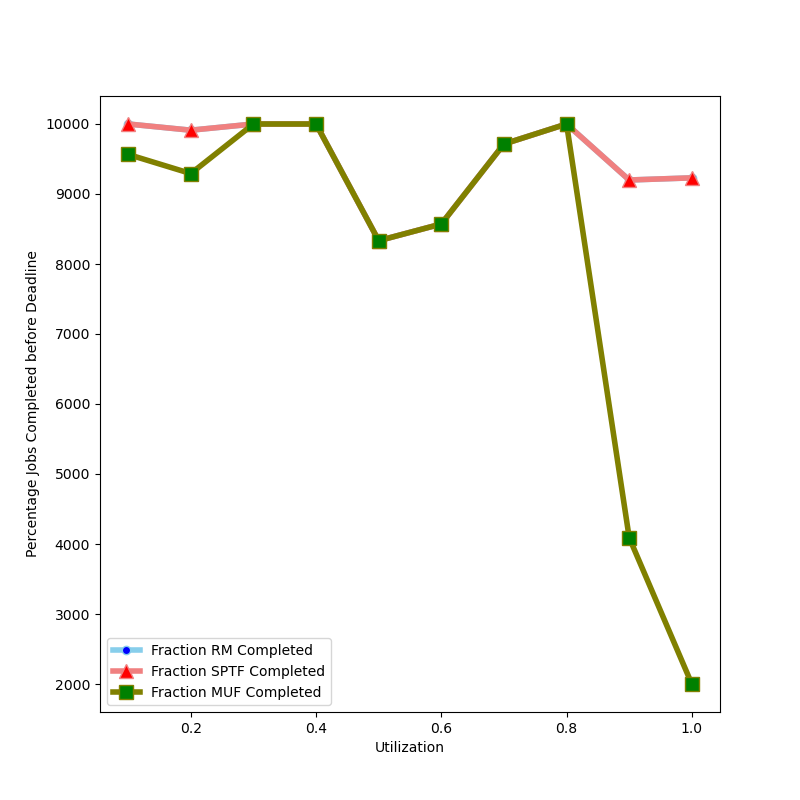 10000
9000
8000
7000
6000
5000
4000
3000
2000
Percentage Jobs Completed before Deadline
Fraction RM Completed
Fraction SPTF Completed
Fraction MUF Completed
0.2 0.4 0.6 0.8 1.0
Utilization